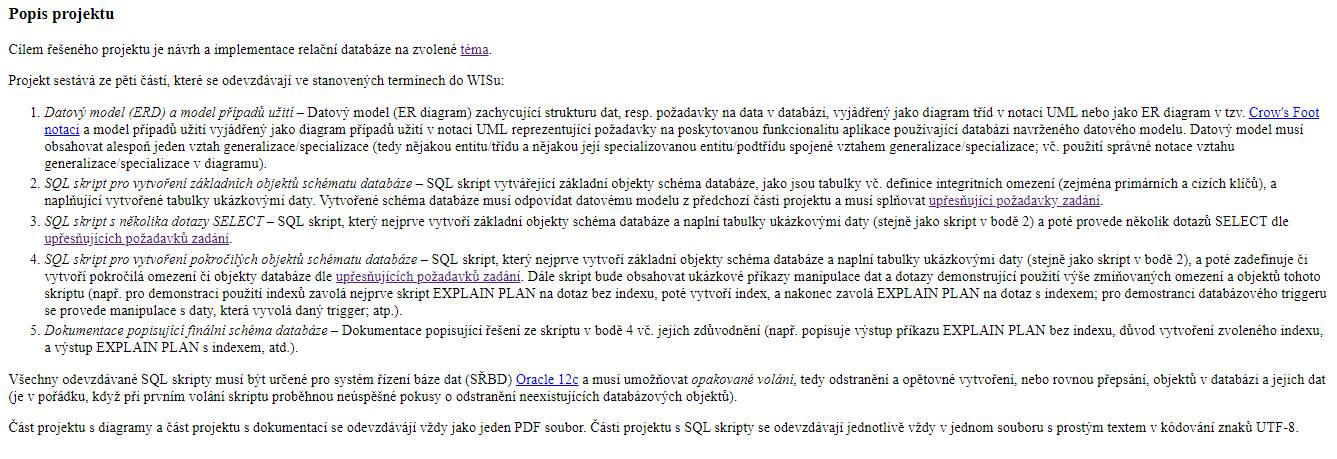 Popis projektu
Cílem řešeného projektu je návrh a implementace relační databáze na zvolené téma.
Projekt sestává ze pěti částí, které se odevzdávají ve stanovených termínech do WISu:
1. Datový model (ERD) a model případů užití – Datový model (ER diagram) zachycující strukturu dat, resp. požadavky na data v databázi, vyjádřený jako diagram tříd v notaci UML nebo jako ER diagram v tzv. Crow's Foot
notaci a model případů užití vyjádřený jako diagram případů užití v notaci UML reprezentující požadavky na poskytovanou funkcionalitu aplikace používající databázi navrženého datového modelu. Datový model musí
obsahovat alespoň jeden vztah generalizace/specializace (tedy nějakou entitu/třídu a nějakou její specializovanou entitu/podtřídu spojené vztahem generalizace/specializace; vč. použití správné notace vztahu
generalizace/specializace v diagramu).
2. SQL skript pro vytvoření základních objektů schématu databáze – SQL skript vytvářející základní objekty schéma databáze, jako jsou tabulky vč. definice integritních omezení (zejména primárních a cizích klíčů), a
naplňující vytvořené tabulky ukázkovými daty. Vytvořené schéma databáze musí odpovídat datovému modelu z předchozí části projektu a musí splňovat upřesňující požadavky zadání.
3. SQL skript s několika dotazy SELECT – SQL skript, který nejprve vytvoří základní objekty schéma databáze a naplní tabulky ukázkovými daty (stejně jako skript v bodě 2) a poté provede několik dotazů SELECT dle
upřesňujících požadavků zadání.
4. SQL skript pro vytvoření pokročilých objektů schématu databáze – SQL skript, který nejprve vytvoří základní objekty schéma databáze a naplní tabulky ukázkovými daty (stejně jako skript v bodě 2), a poté zadefinuje či
vytvoří pokročilá omezení či objekty databáze dle upřesňujících požadavků zadání. Dále skript bude obsahovat ukázkové příkazy manipulace dat a dotazy demonstrující použití výše zmiňovaných omezení a objektů tohoto
skriptu (např. pro demonstraci použití indexů zavolá nejprve skript EXPLAIN PLAN na dotaz bez indexu, poté vytvoří index, a nakonec zavolá EXPLAIN PLAN na dotaz s indexem; pro demostranci databázového triggeru
se provede manipulace s daty, která vyvolá daný trigger; atp.).
5. Dokumentace popisující finální schéma databáze – Dokumentace popisující řešení ze skriptu v bodě 4 vč. jejich zdůvodnění (např. popisuje výstup příkazu EXPLAIN PLAN bez indexu, důvod vytvoření zvoleného indexu,
a výstup EXPLAIN PLAN s indexem, atd.).
Všechny odevzdávané SQL skripty musí být určené pro systém řízení báze dat (SŘBD) Oracle 12c a musí umožňovat opakované volání, tedy odstranění a opětovné vytvoření, nebo rovnou přepsání, objektů v databázi a jejich dat
(je v pořádku, když při prvním volání skriptu proběhnou neúspěšné pokusy o odstranění neexistujících databázových objektů).
Část projektu s diagramy a část projektu s dokumentací se odevzdávájí vždy jako jeden PDF soubor. Části projektu s SQL skripty se odevzdávají jednotlivě vždy v jednom souboru s prostým textem v kódování znaků UTF-8.